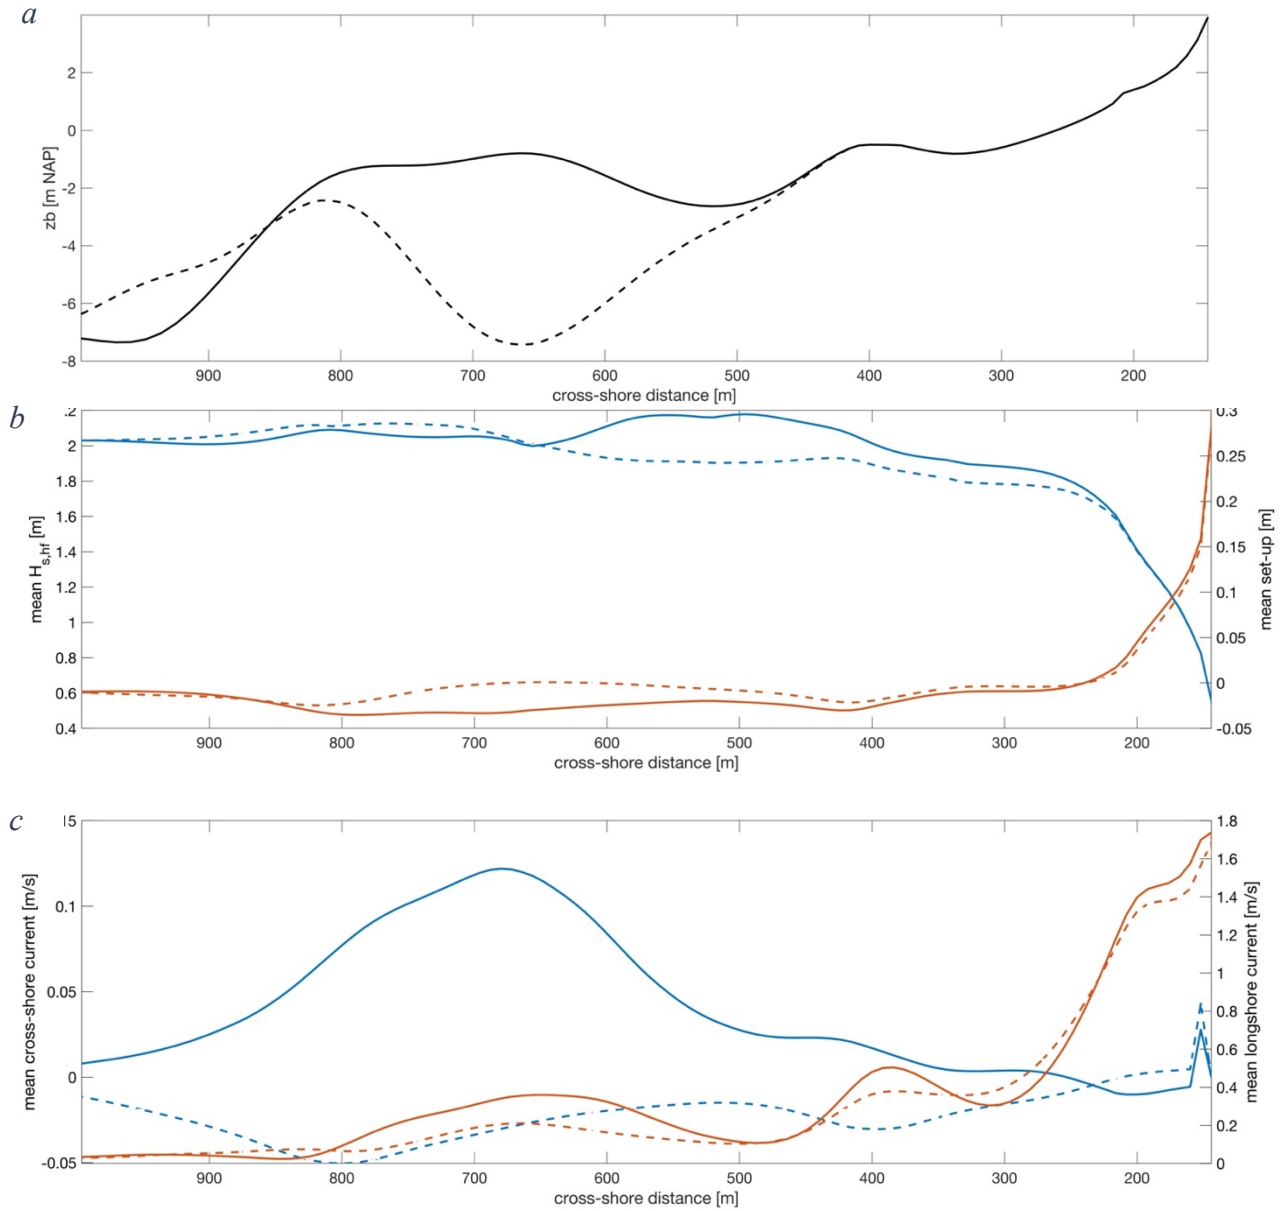 a
2
0
-2
-4
-6
-8
zb [m NAP]
900 800 700 600 500 400 300 200
cross-shore distance [m]
b
.2
2
1.8
1.6
1.4
1.2
1
0.8
0.6
0.4
mean Hs,hf [m]
0.3
0.25
0.2
0.15
0.1
0.05
0
-0.05
mean set-up [m]
900 800 700 600 500 400 300 200
cross-shore distance [m]
c
15
0.1
0.05
0
-0.05
mean cross-shore current [m/s]
1.8
1.6
1.4
1.2
1
0.8
0.6
0.4
0.2
0
mean longshore current [m/s]
900 800 700 600 500 400 300 200
cross-shore distance [m]